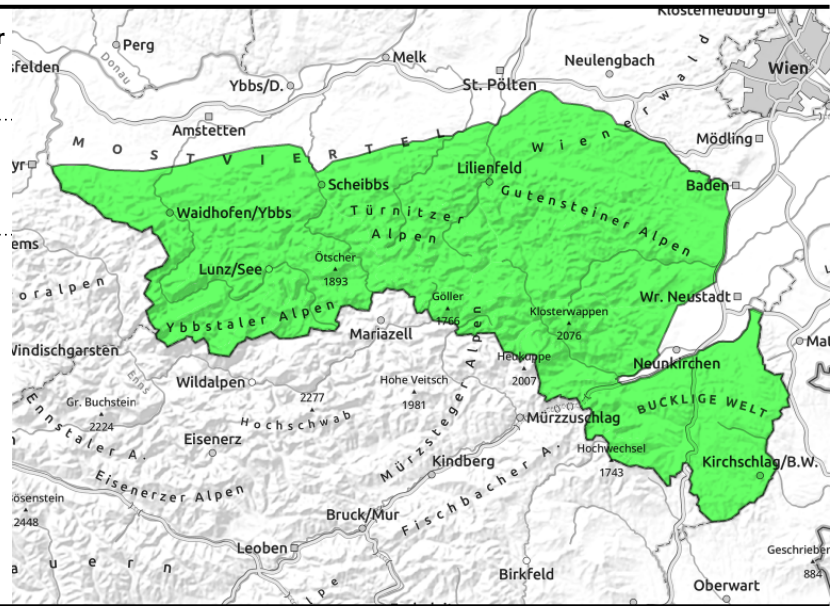 Klosterneuburg
r
Perg
Melk
Neulengbach
Wien
sfelden
Donau
Ybbs/D.
St. Pölten
Wienerwald
Amstetten
Mödling
MOSTVIERTEL
yr
Lilienfeld
Scheibbs
Baden
Waidhofen/Ybbs
Türnitzer
Alpen
Gutensteiner Alpen
ems
Ötscher
1893
Lunz/See
oralpen
Göller
1766
Klosterwappen
2076
Wr. Neustadt
Ybbstaler Alpen
Mariazell
Windischgarsten
Heukuppe
2007
Neunkirchen
Mat
Enns
Wildalpen
Hohe Veitsch
1981
2277
Gr. Buchstein
2224
Hochschwab
BUCKLIGE WELT
Mürzzuschlag
Ennstaler A.
Eisenerz
Mürzsteger Alpen
Hochwechsel
1743
Kirchschlag/B.W.
Kindberg
Eisenerzer Alpen
Fischbacher A.
ösenstein
2448
Bruck/Mur
Leoben
Geschrieben
884
auern
Birkfeld
Oberwart
lpe